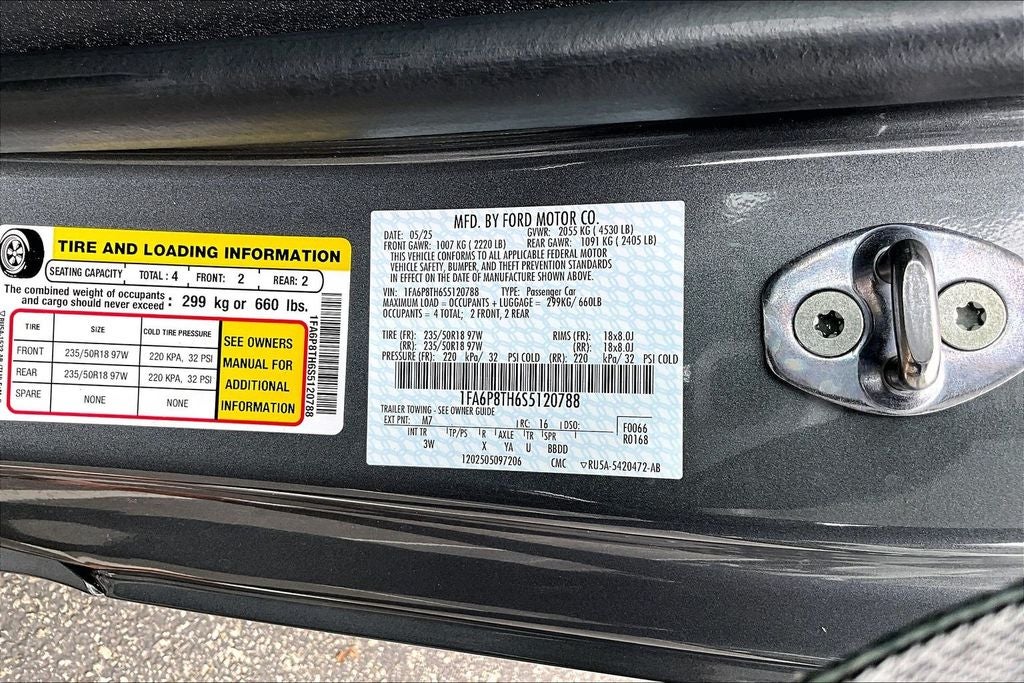 TIRE AND LOADING INFORMATION
SEATING CAPACITY TOTAL : 4 FRONT: 2 REAR: 2
The combined weight of occupants and cargo should never exceed : 299 kg or 660 lbs.
TIRE SIZE COLD TIRE PRESSURE
FRONT 235/50R18 97W 220 KPA, 32 PSI
REAR 235/50R18 97W 220 KPA, 32 PSI
SPARE NONE NONE
SEE OWNERS
MANUAL FOR
ADDITIONAL
INFORMATION
1FA6P8TH6S5120788
MFD. BY FORD MOTOR CO.
DATE: 05/25 GVWR: 2055 KG ( 4530 LB)
FRONT GAWR: 1007 KG ( 2220 LB) REAR GAWR: 1091 KG ( 2405 LB)
THIS VEHICLE CONFORMS TO ALL APPLICABLE FEDERAL MOTOR
VEHICLE SAFETY, BUMPER, AND THEFT PREVENTION STANDARDS
IN EFFECT ON THE DATE OF MANUFACTURE SHOWN ABOVE.
VIN: 1FA6P8TH6S5120788 TYPE: Passenger Car
MAXIMUM LOAD = OCCUPANTS + LUGGAGE = 299KG/ 660LB
OCCUPANTS = 4 TOTAL; 2 FRONT, 2 REAR
TIRE (FR): 235/50R18 97W RIMS (FR): 18x8.0J
(RR): 235/50R18 97W (RR): 18x8.0J
PRESSURE (FR): 220 kPa/ 32 PSI COLD (RR): 220 kPa/ 32 PSI COLD
1FA6P8TH6S5120788
TRAILER TOWING - SEE OWNER GUIDE
EXT PNT: M7 RC: 16 DSO: F0066
INT TR TP/PS R AXLE TR SPR R0168
3W X YA U BBDD
1202505097206 CMC RU5A-5420472-AB